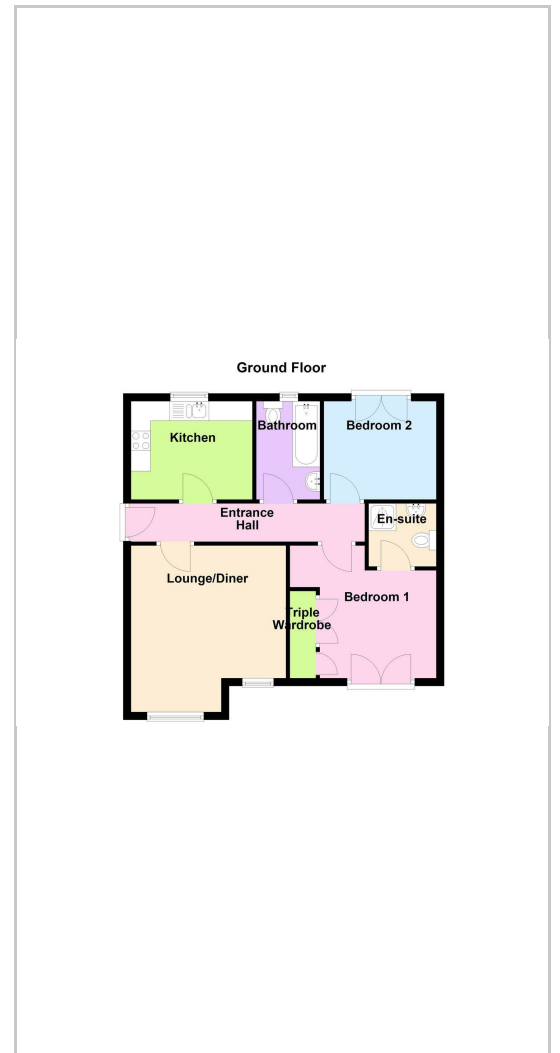 Ground Floor
Kitchen
Bathroom
Bedroom 2
Entrance
Hall
En-suite
Lounge/Diner
Bedroom 1
Triple
Wardrobe